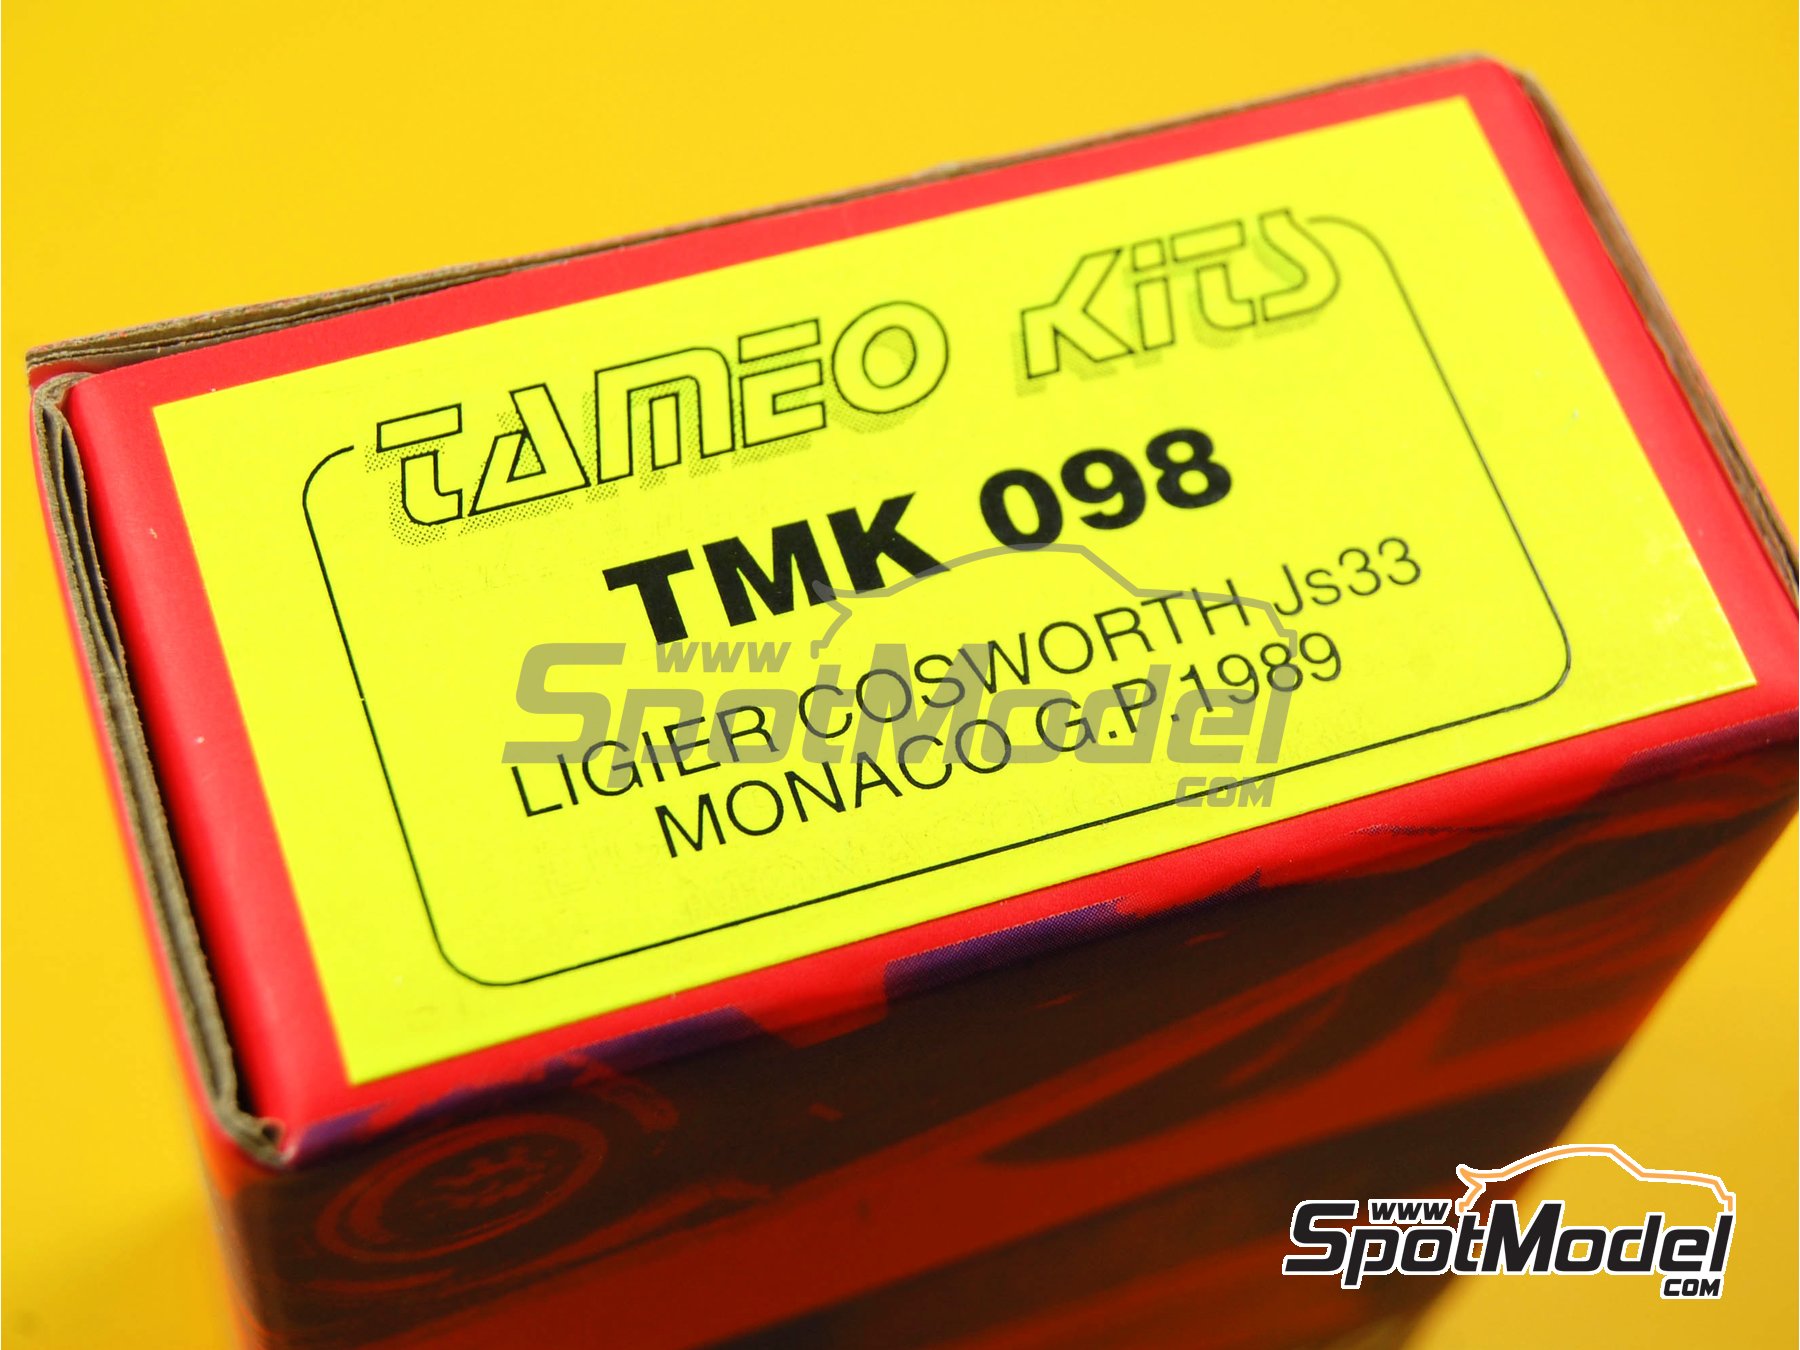 TAMEO KITS
TMK 098
LIGIER COSWORTH Js33
MONACO G.P.1989
www
SpotModel
.COM
www
SpotModel
.COM